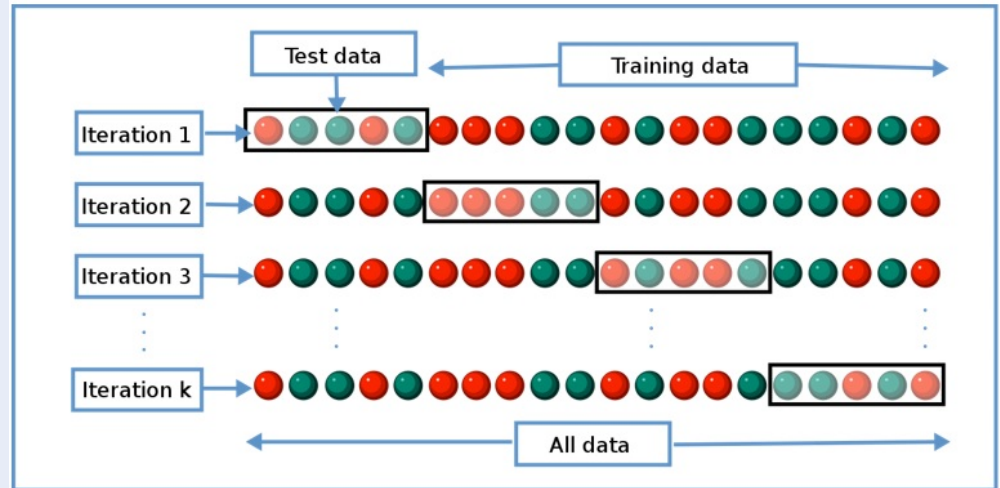 Test data
Training data
Iteration 1
Iteration 2
Iteration 3
Iteration k
All data